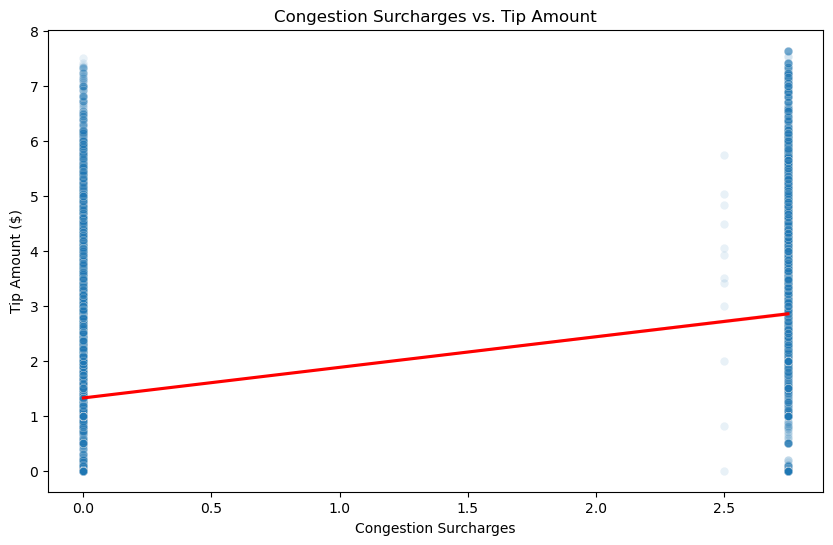 Congestion Surcharges vs. Tip Amount
Tip Amount ($)
8
7
6
5
4
3
2
1
0
0.0 0.5 1.0 1.5 2.0 2.5
Congestion Surcharges